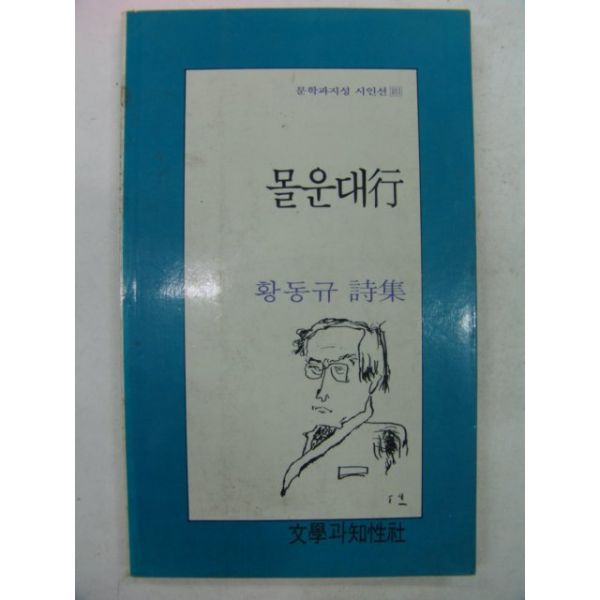 문학과지성 시인선
몰운대行
황동규 詩集
文學과知性社